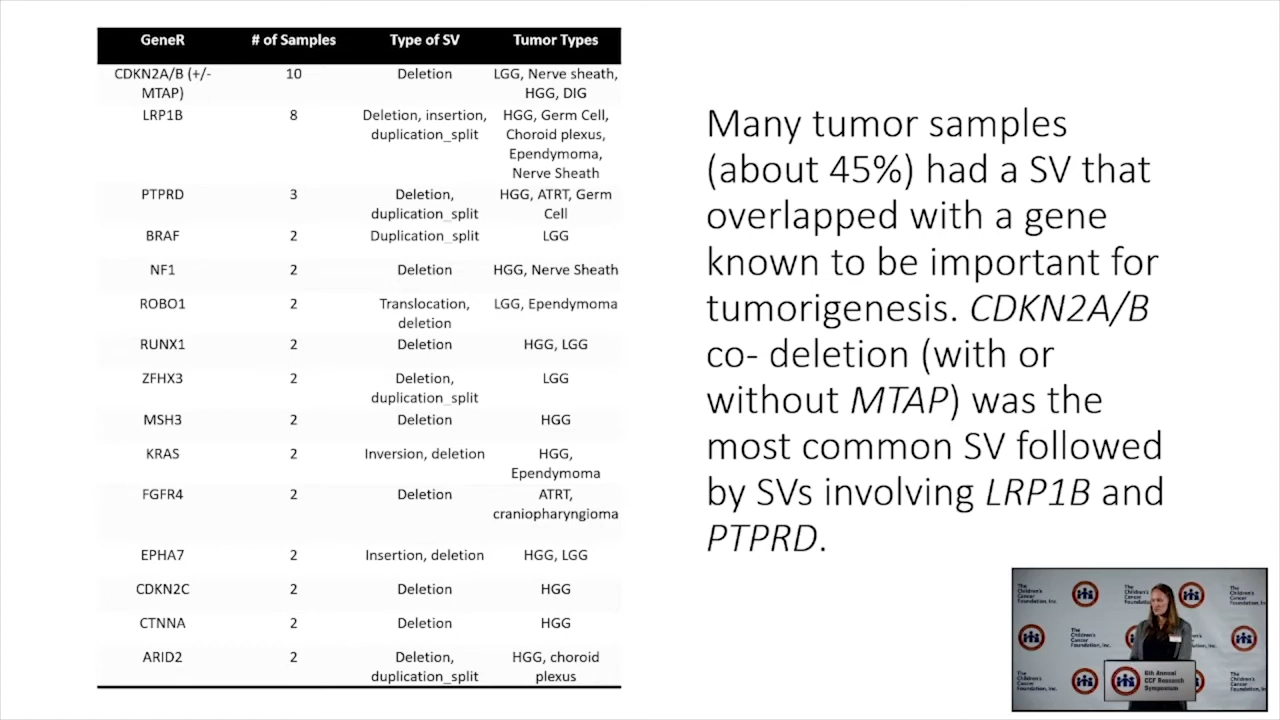 GeneR # of Samples Type of SV Tumor Types
CDKN2A/B (+/- 10 Deletion LGG, Nerve sheath,
MTAP) HGG, DIG
LRP1B 8 Deletion, insertion, HGG, Germ Cell,
duplication_split Choroid plexus,
Ependymoma,
Nerve Sheath
PTPRD 3 Deletion, HGG, ATRT, Germ
duplication_split Cell
BRAF 2 Duplication_split LGG
NF1 2 Deletion HGG, Nerve Sheath
ROBO1 2 Translocation, LGG, Ependymoma
deletion
RUNX1 2 Deletion HGG, LGG
ZFHX3 2 Deletion, LGG
duplication_split
MSH3 2 Deletion HGG
KRAS 2 Inversion, deletion HGG,
Ependymoma
FGFR4 2 Deletion ATRT,
craniopharyngioma
EPHA7 2 Insertion, deletion HGG, LGG
CDKN2C 2 Deletion HGG
CTNNA 2 Deletion HGG
ARID2 2 Deletion, HGG, choroid
duplication_split plexus
Many tumor samples
(about 45%) had a SV that
overlapped with a gene
known to be important for
tumorigenesis. CDKN2A/B
co- deletion (with or
without MTAP) was the
most common SV followed
by SVs involving LRP1B and
PTPRD.
The
Children's
Cancer
Foundation, Inc.
6th Annual
CCF Research
Symposium